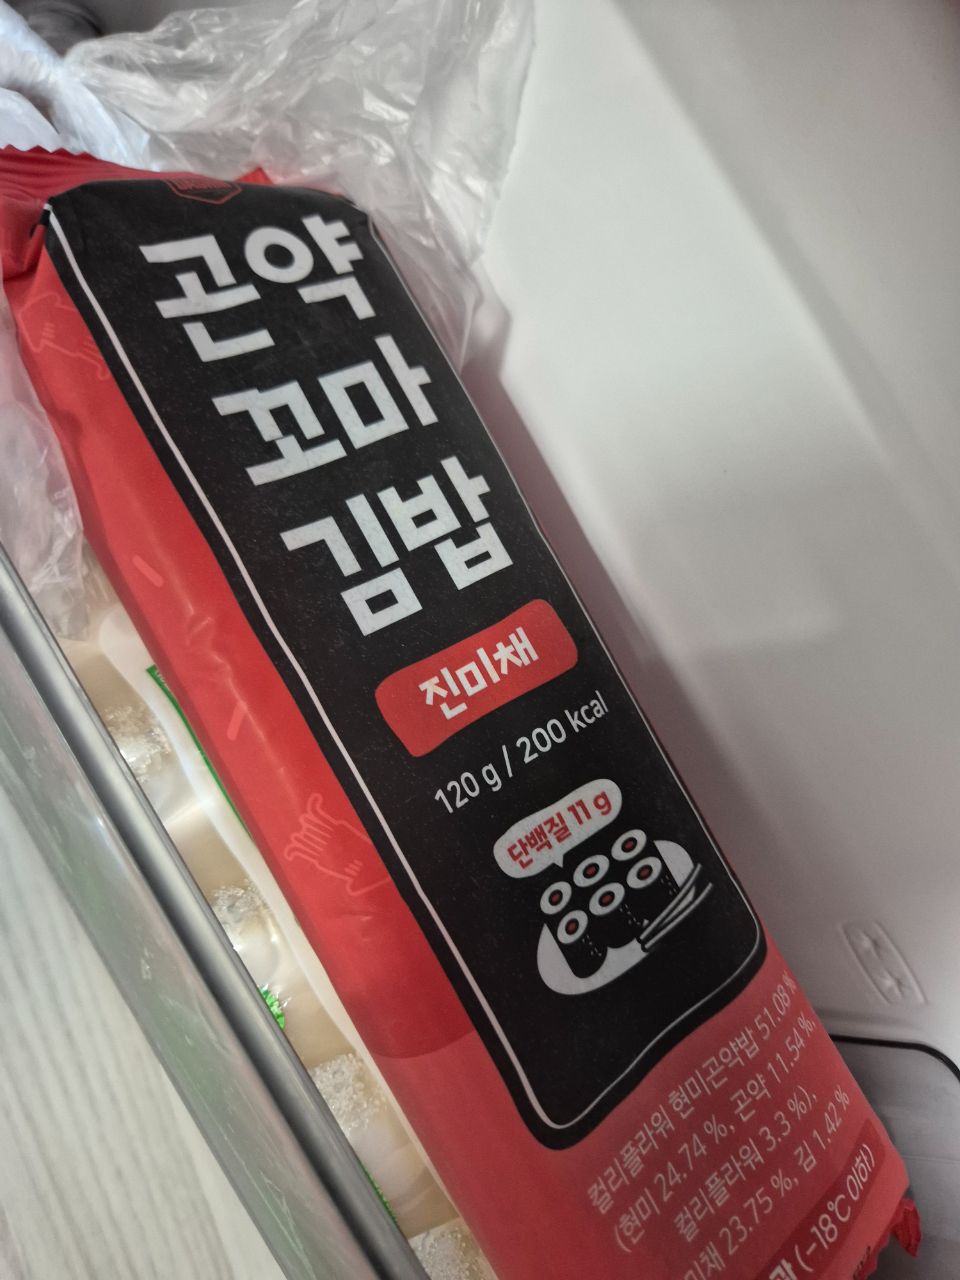 곤약
꼬마
김밥
진미채
120 g / 200 kcal
단백질 11 g
컬리플라워 현미곤약밥 51.08 %
(현미 24.74 %, 곤약 11.54 %,
컬리플라워 3.3 %),
미채 23.75 %, 김 1.42 %
(-18℃이하)